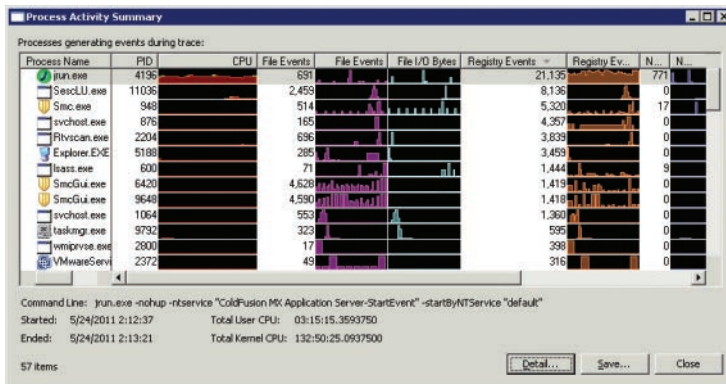 Process Activity Summary
Processes generating events during trace:
Process Name PID CPU File Events File Events File I/O Bytes Registry Events Registry Ev... N... N...
jrun.exe 4196 691 21,135 771
SescLU.exe 11036 2,459 8,136 0
Smc.exe 948 514 5,320 17
svchost.exe 876 165 4,357 0
Rtvscan.exe 2204 696 3,839 0
Explorer.EXE 5188 285 3,459 0
lsass.exe 600 71 1,444 9
SmcGui.exe 6420 4,628 1,419 0
SmcGui.exe 9648 4,590 1,418 0
svchost.exe 1064 553 1,360 0
taskmgr.exe 9792 323 595 0
wmiprvse.exe 2800 17 398 0
VMwareServi 2372 49 316 0
Command Line: jrun.exe -nohup -ntservice "ColdFusion MX Application Server-StartEvent" -startByNTService "default"
Started: 5/24/2011 2:12:37 Total User CPU: 03:15:15.3593750
Ended: 5/24/2011 2:13:21 Total Kernel CPU: 132:50:25.0937500
57 items Detail... Save... Close